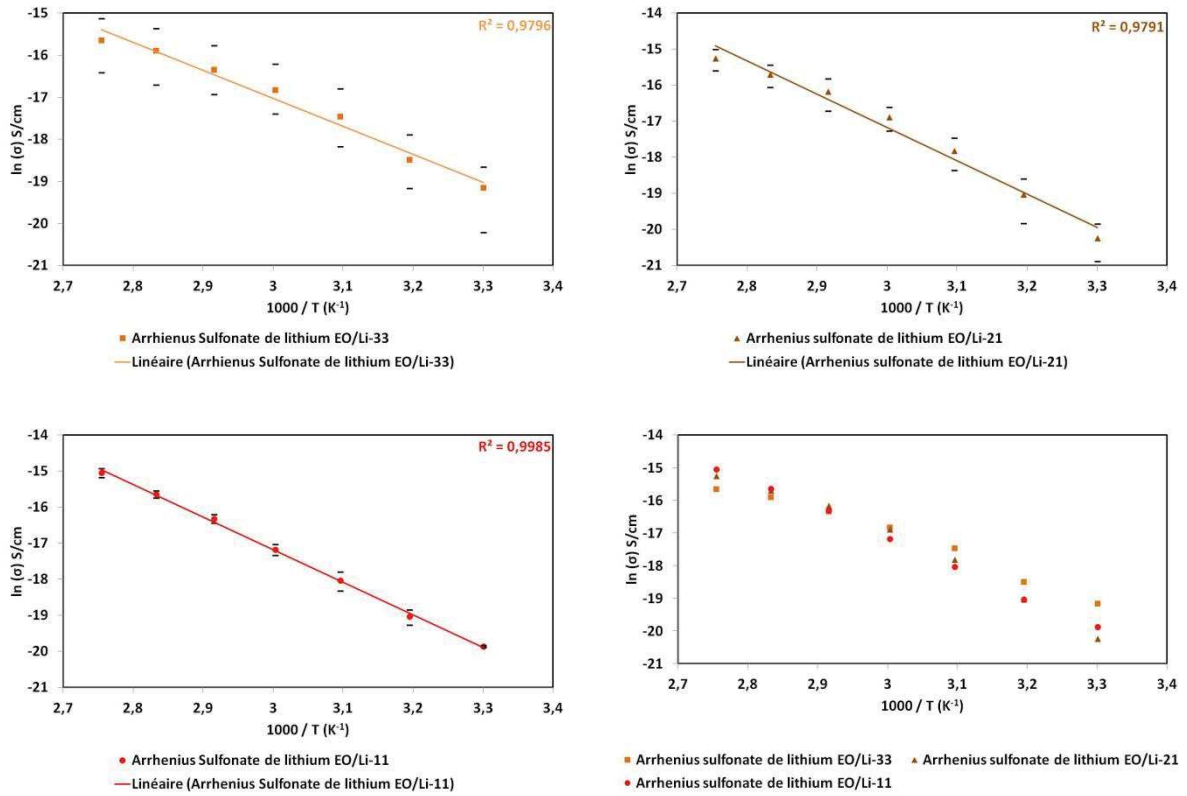 R² = 0,9796
ln (σ) S/cm
-15
-16
-17
-18
-19
-20
-21
2,7 2,8 2,9 3 3,1 3,2 3,3 3,4
1000 / T (K⁻¹)
Arrhienus Sulfonate de lithium EO/Li-33
Linéaire (Arrhienus Sulfonate de lithium EO/Li-33)
R² = 0,9791
ln (σ) S/cm
-14
-15
-16
-17
-18
-19
-20
-21
2,7 2,8 2,9 3 3,1 3,2 3,3 3,4
1000 / T (K⁻¹)
Arrhenius sulfonate de lithium EO/Li-21
Linéaire (Arrhenius sulfonate de lithium EO/Li-21)
R² = 0,9985
ln (σ) S/cm
-14
-15
-16
-17
-18
-19
-20
-21
2,7 2,8 2,9 3 3,1 3,2 3,3 3,4
1000 / T (K⁻¹)
Arrhenius Sulfonate de lithium EO/Li-11
Linéaire (Arrhenius Sulfonate de lithium EO/Li-11)
ln (σ) S/cm
-14
-15
-16
-17
-18
-19
-20
-21
2,7 2,8 2,9 3 3,1 3,2 3,3 3,4
1000 / T (K⁻¹)
Arrhenius sulfonate de lithium EO/Li-33 Arrhenius sulfonate de lithium EO/Li-21
Arrhenius sulfonate de lithium EO/Li-11